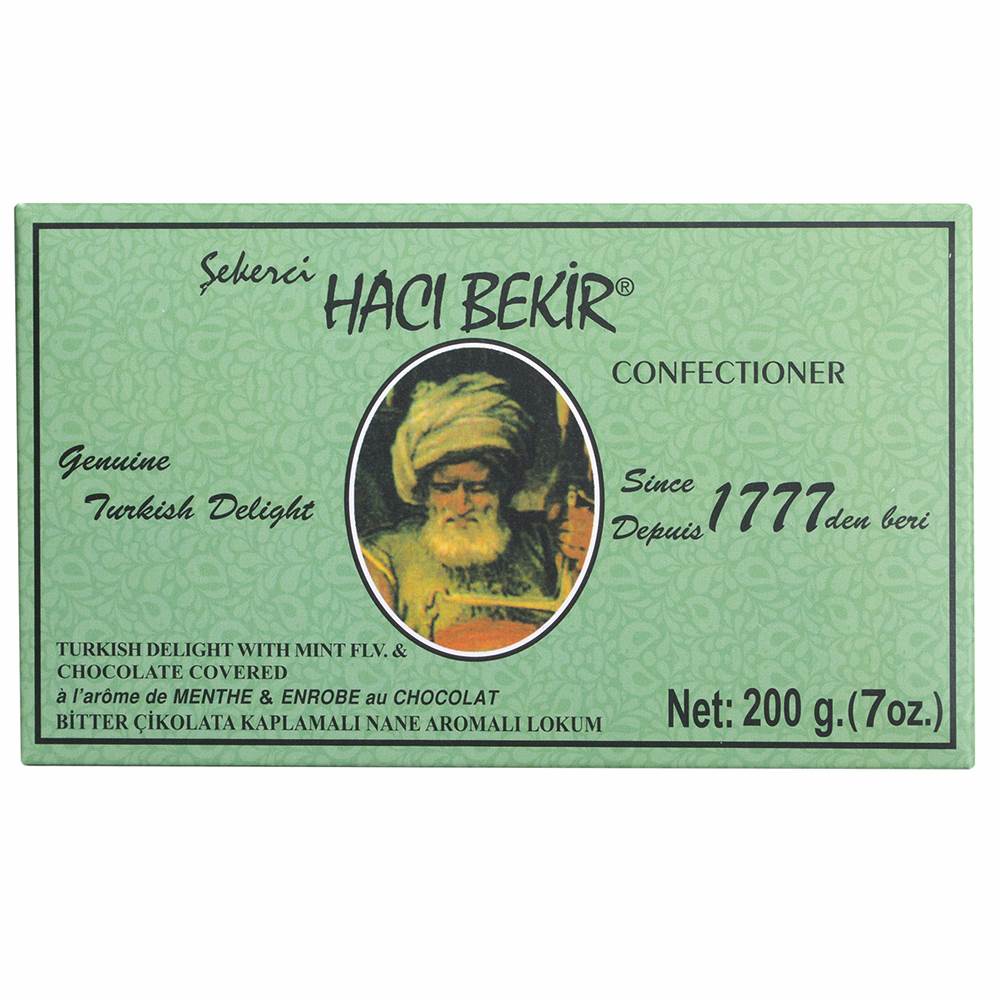 Şekerci
HACI BEKİR®
CONFECTIONER
Genuine
Turkish Delight
Since
Depuis 1777 den beri
TURKISH DELIGHT WITH MINT FLV. &
CHOCOLATE COVERED
à l'arôme de MENTHE & ENROBE au CHOCOLAT
BİTTER ÇİKOLATA KAPLAMALI NANE AROMALI LOKUM
Net: 200 g.(7oz.)